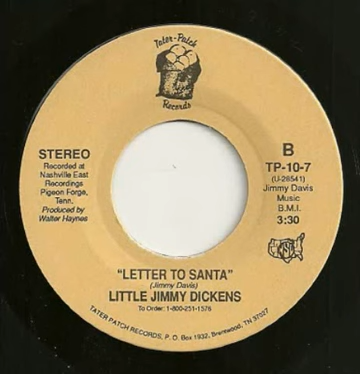 Tater-Patch
Records
STEREO
Recorded at
Nashville East
Recordings
Pigeon Forge,
Tenn.
Produced by
Walter Haynes
B
TP-10-7
(U-26541)
Jimmy Davis
Music
B.M.I.
3:30
"LETTER TO SANTA"
(Jimmy Davis)
LITTLE JIMMY DICKENS
To Order: 1-800-251-1576
TATER PATCH RECORDS, P. O. Box 1932, Brentwood, TN 37027